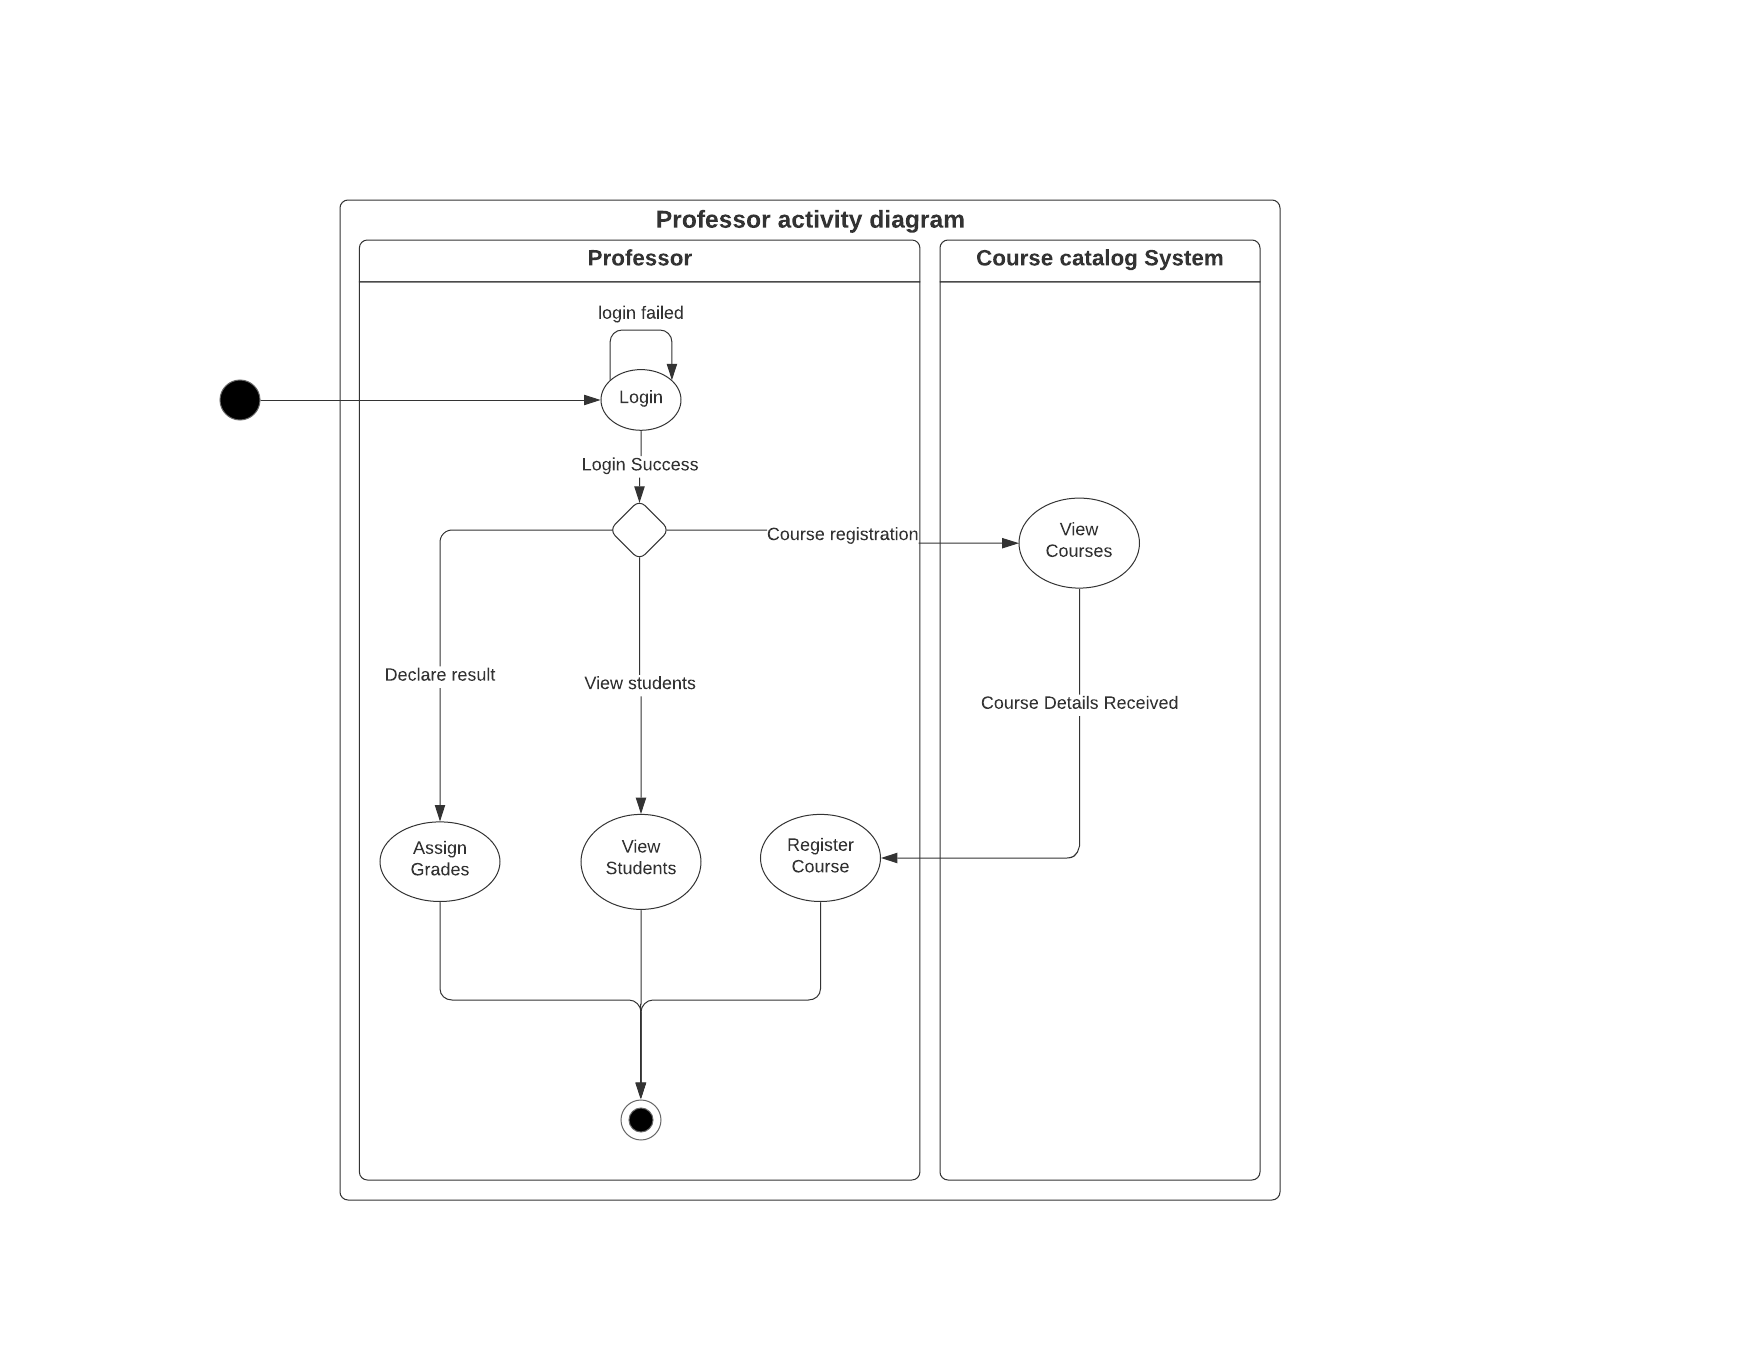 Professor activity diagram
Professor
Course catalog System
login failed
Login
Login Success
Course registration
View
Courses
Declare result
View students
Course Details Received
Assign
Grades
View
Students
Register
Course